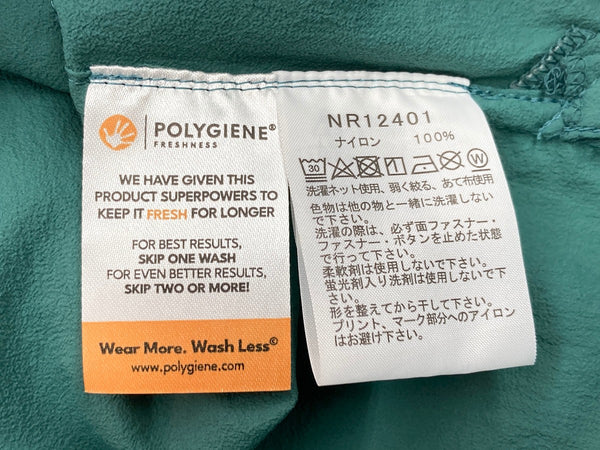 POLYGIENE®
FRESHNESS
WE HAVE GIVEN THIS
PRODUCT SUPERPOWERS TO
KEEP IT FRESH FOR LONGER
FOR BEST RESULTS,
SKIP ONE WASH
FOR EVEN BETTER RESULTS,
SKIP TWO OR MORE!
Wear More. Wash Less©
www.polygiene.com
NR12401
ナイロン 100%
30 W
洗濯ネット使用、弱く絞る、あて布使用
色物は他の物と一緒に洗濯しない
で下さい。
洗濯の際は、必ず面ファスナー・
ファスナー・ボタンを止めた状態
で行って下さい。
柔軟剤は使用しないで下さい。
蛍光剤入り洗剤は使用しないで下
さい。
形を整えてから干して下さい。
プリント、マーク部分へのアイロン
はお避け下さい。